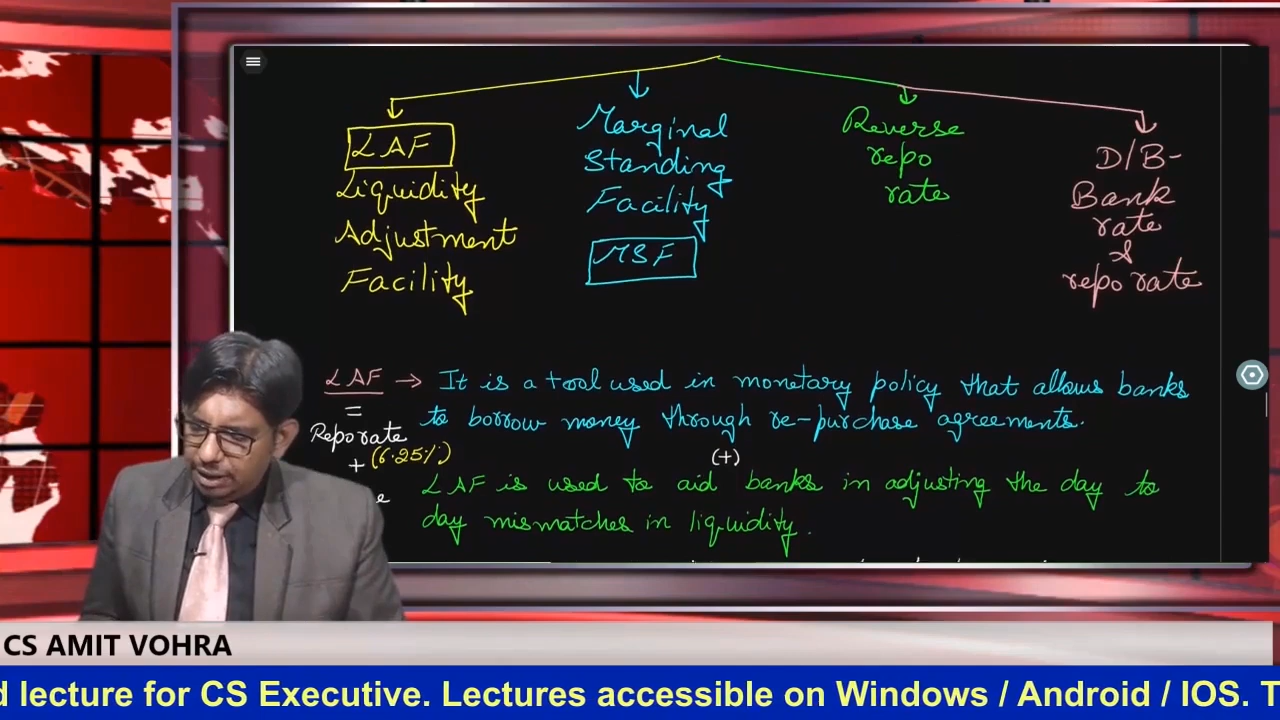 LAF
Liquidity
Adjustment
Facility
Marginal
Standing
Facility
MSF
Reverse
repo
rate
D/B-
Bank
rate
&
repo rate
LAF → It is a tool used in monetary policy that allows banks
to borrow money through re-purchase agreements.
=
Repo rate
+ (6.25%)
e
(+)
LAF is used to aid banks in adjusting the day to
day mismatches in liquidity.
CS AMIT VOHRA
d lecture for CS Executive. Lectures accessible on Windows / Android / IOS. T